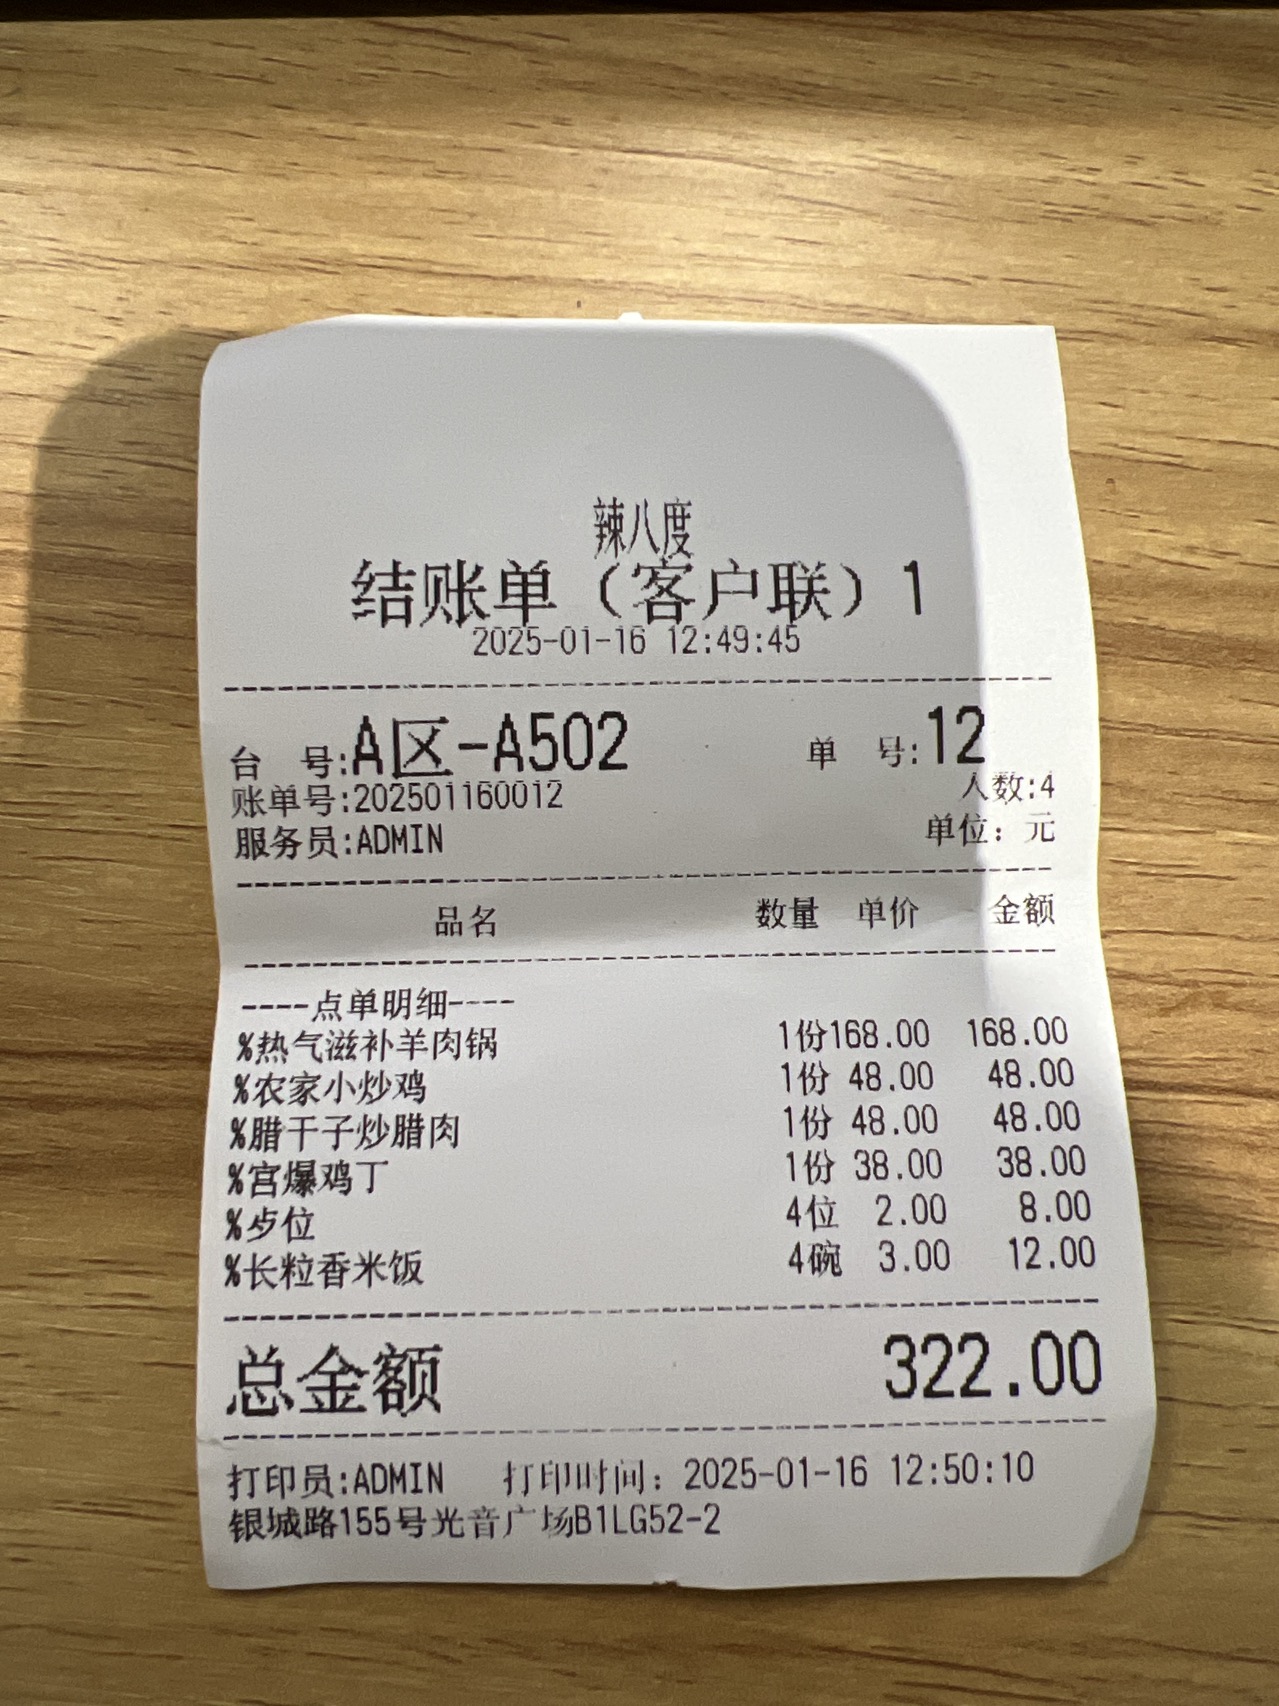 辣八度
结账单（客户联）1
2025-01-16 12:49:45
台 号:A区-A502 单 号:12
账单号:202501160012 人数:4
服务员:ADMIN 单位：元
品名 数量 单价 金额
----点单明细----
%热气滋补羊肉锅 1份168.00 168.00
%农家小炒鸡 1份 48.00 48.00
%腊干子炒腊肉 1份 48.00 48.00
%宫爆鸡丁 1份 38.00 38.00
%歺位 4位 2.00 8.00
%长粒香米饭 4碗 3.00 12.00
总金额 322.00
打印员:ADMIN 打印时间：2025-01-16 12:50:10
银城路155号光音广场B1LG52-2